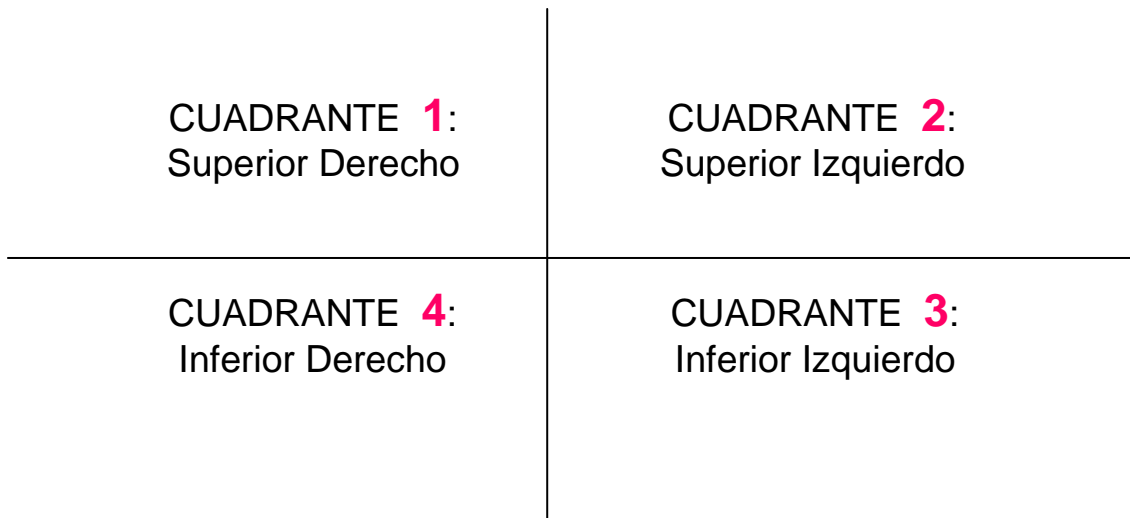 CUADRANTE 1:
Superior Derecho
CUADRANTE 2:
Superior Izquierdo
CUADRANTE 4:
Inferior Derecho
CUADRANTE 3:
Inferior Izquierdo